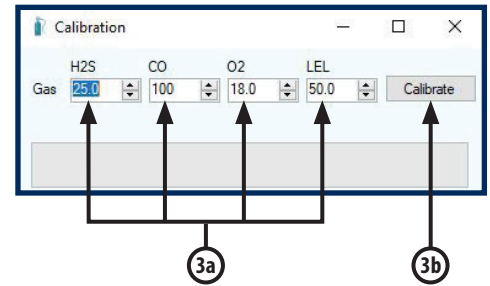 Calibration
H2S CO O2 LEL
Gas 25.0 100 18.0 50.0 Calibrate
3a 3b